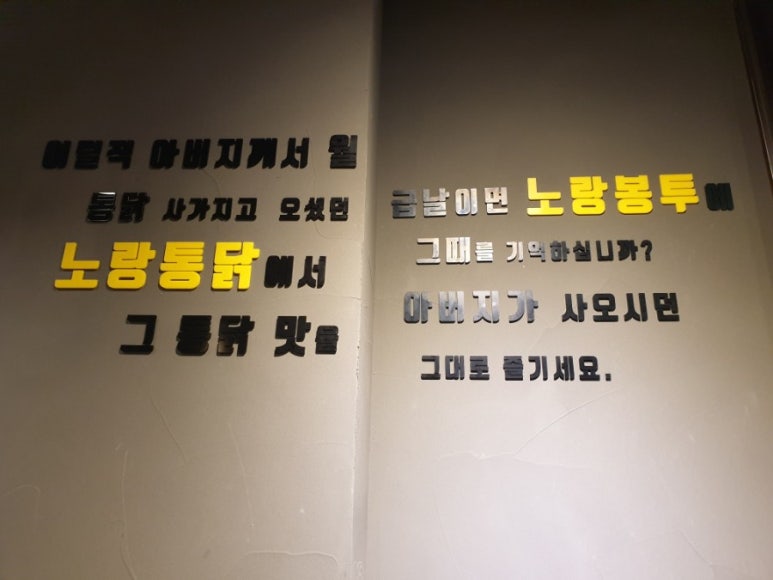 어릴적 아버지께서 월급날이면 노랑봉투에
통닭 사가지고 오셨던 그때를 기억하십니까?
노랑통닭에서 아버지가 사오시던
그 통닭 맛을 그대로 즐기세요.